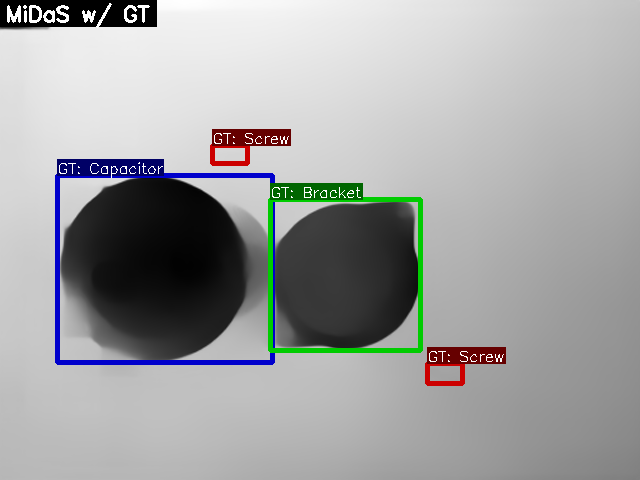 MiDaS w/ GT
GT: Screw
GT: Capacitor
GT: Bracket
GT: Screw